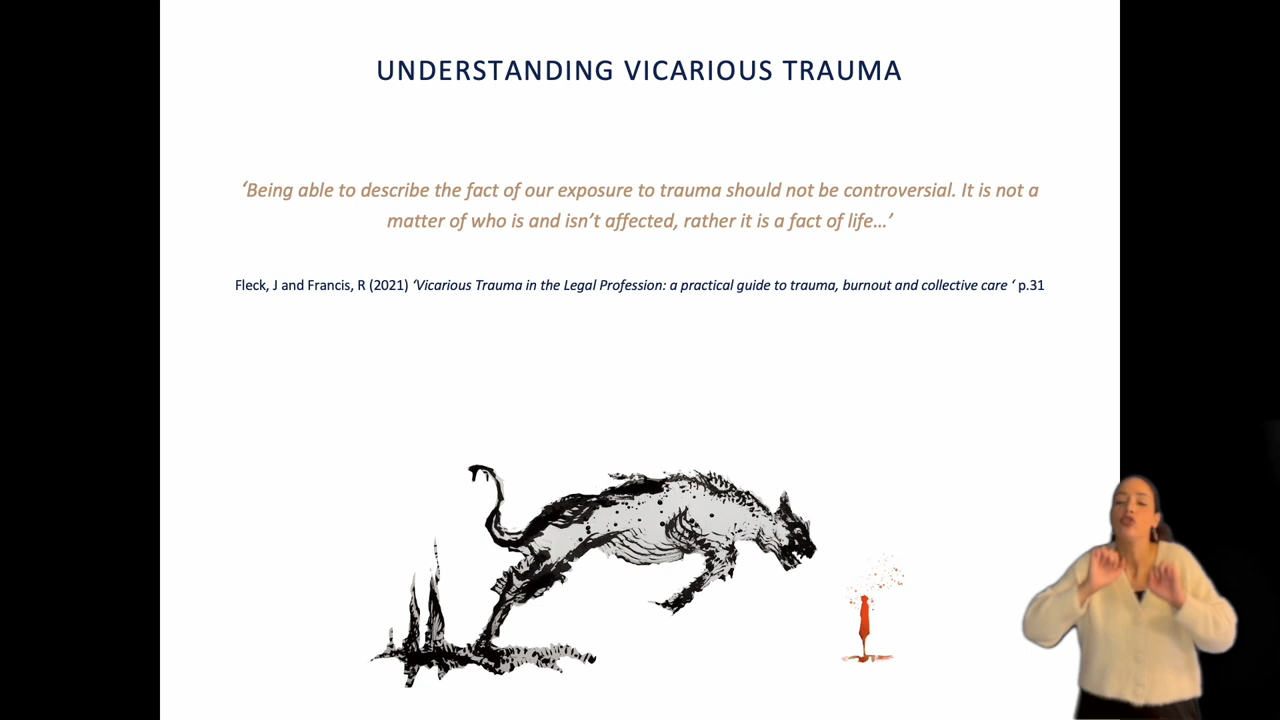 UNDERSTANDING VICARIOUS TRAUMA
‘Being able to describe the fact of our exposure to trauma should not be controversial. It is not a
matter of who is and isn’t affected, rather it is a fact of life…’
Fleck, J and Francis, R (2021) ‘Vicarious Trauma in the Legal Profession: a practical guide to trauma, burnout and collective care ‘ p.31